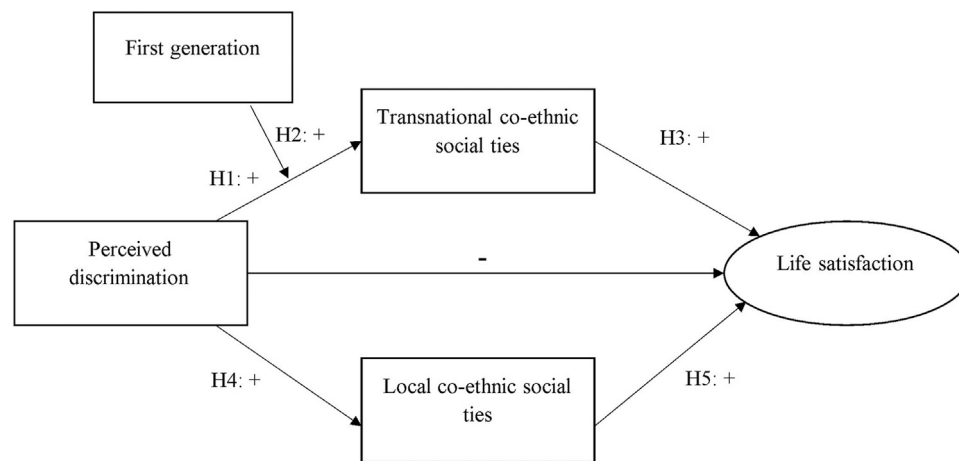 First generation
Transnational co-ethnic
social ties
H2: +
H3: +
H1: +
Perceived
discrimination
-
Life satisfaction
H4: +
Local co-ethnic social
ties
H5: +